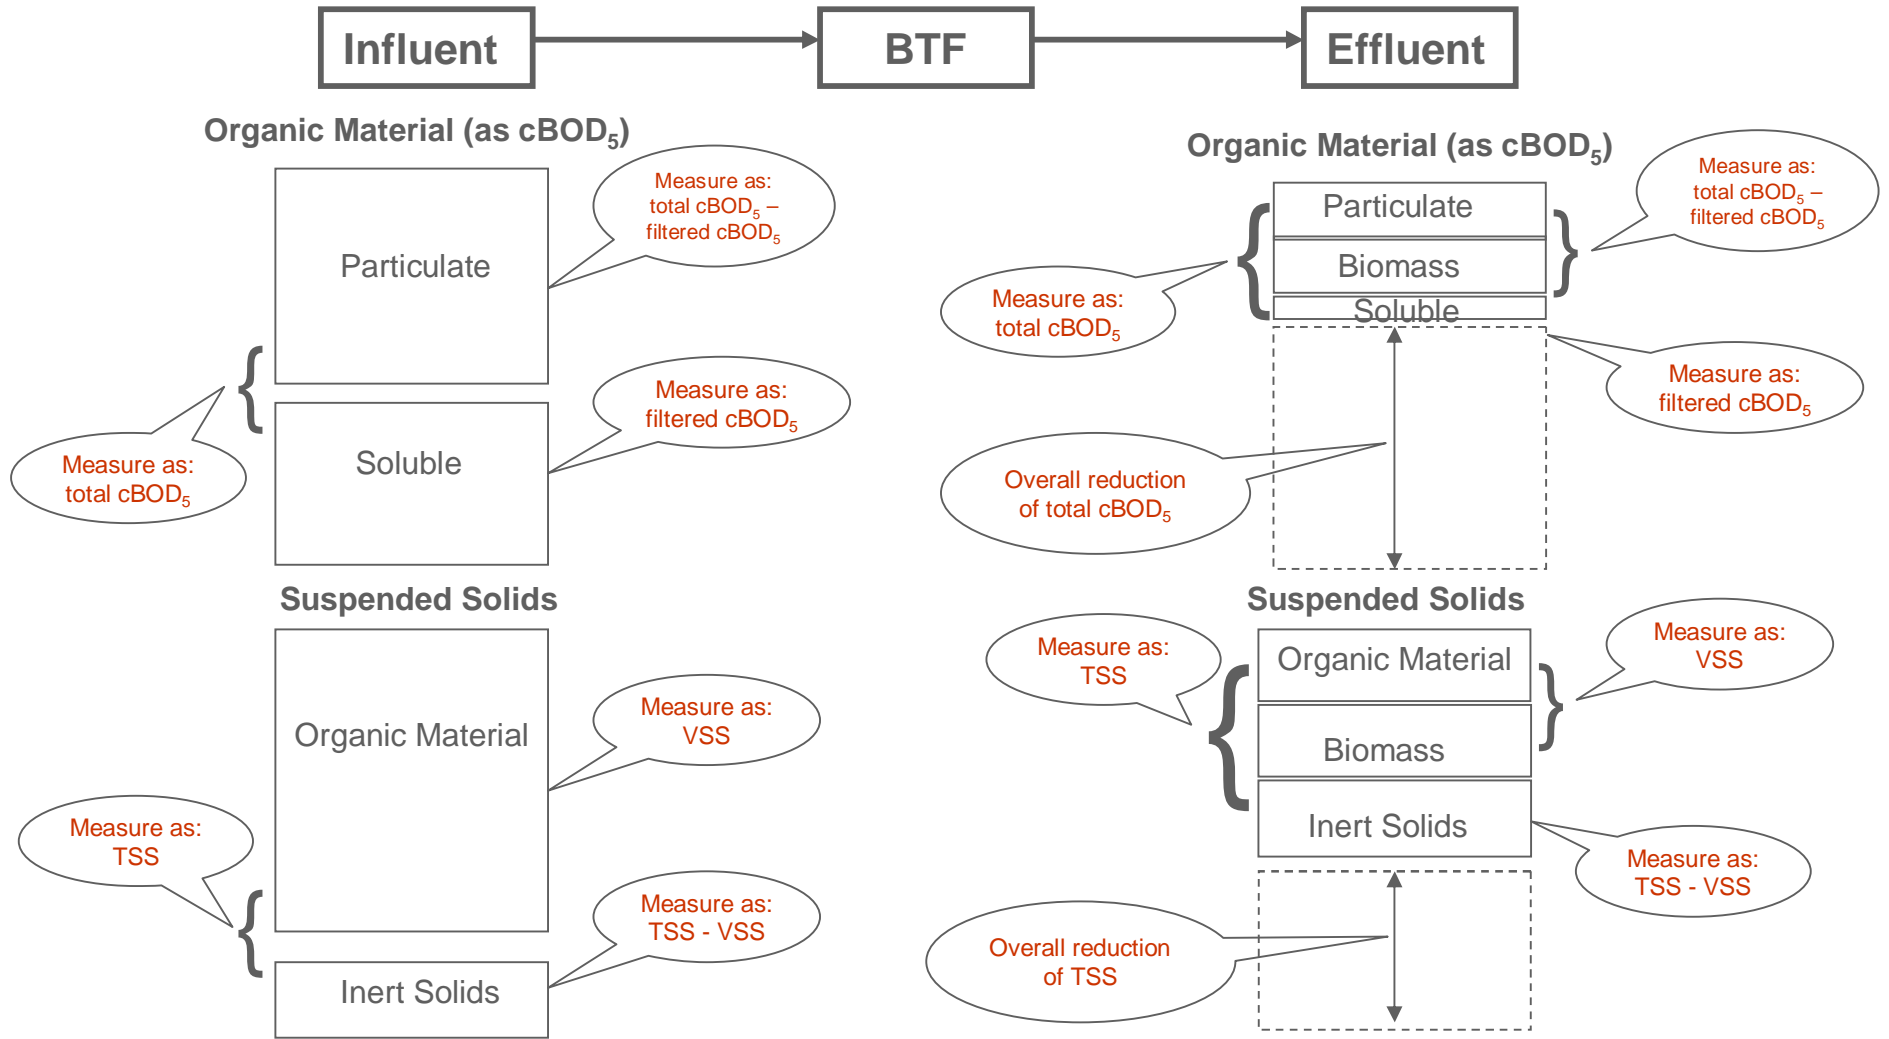 Influent
BTF
Effluent
Organic Material (as cBOD₅)
Particulate
Measure as:
total cBOD₅ –
filtered cBOD₅
Soluble
Measure as:
filtered cBOD₅
Measure as:
total cBOD₅
Suspended Solids
Organic Material
Measure as:
VSS
Measure as:
TSS
Inert Solids
Measure as:
TSS - VSS
Organic Material (as cBOD₅)
Particulate
Biomass
Soluble
Measure as:
total cBOD₅ –
filtered cBOD₅
Measure as:
total cBOD₅
Measure as:
filtered cBOD₅
Overall reduction
of total cBOD₅
Suspended Solids
Organic Material
Biomass
Inert Solids
Measure as:
TSS
Measure as:
VSS
Measure as:
TSS - VSS
Overall reduction
of TSS